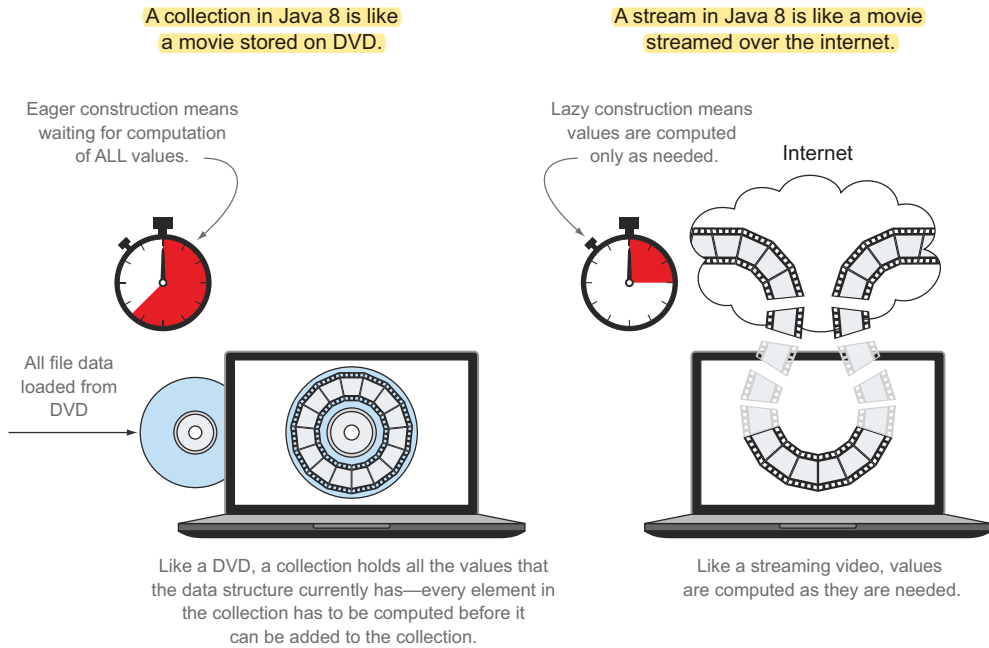 A collection in Java 8 is like
a movie stored on DVD.
Eager construction means
waiting for computation
of ALL values.
All file data
loaded from
DVD
Like a DVD, a collection holds all the values that
the data structure currently has—every element in
the collection has to be computed before it
can be added to the collection.
A stream in Java 8 is like a movie
streamed over the internet.
Lazy construction means
values are computed
only as needed.
Internet
Like a streaming video, values
are computed as they are needed.